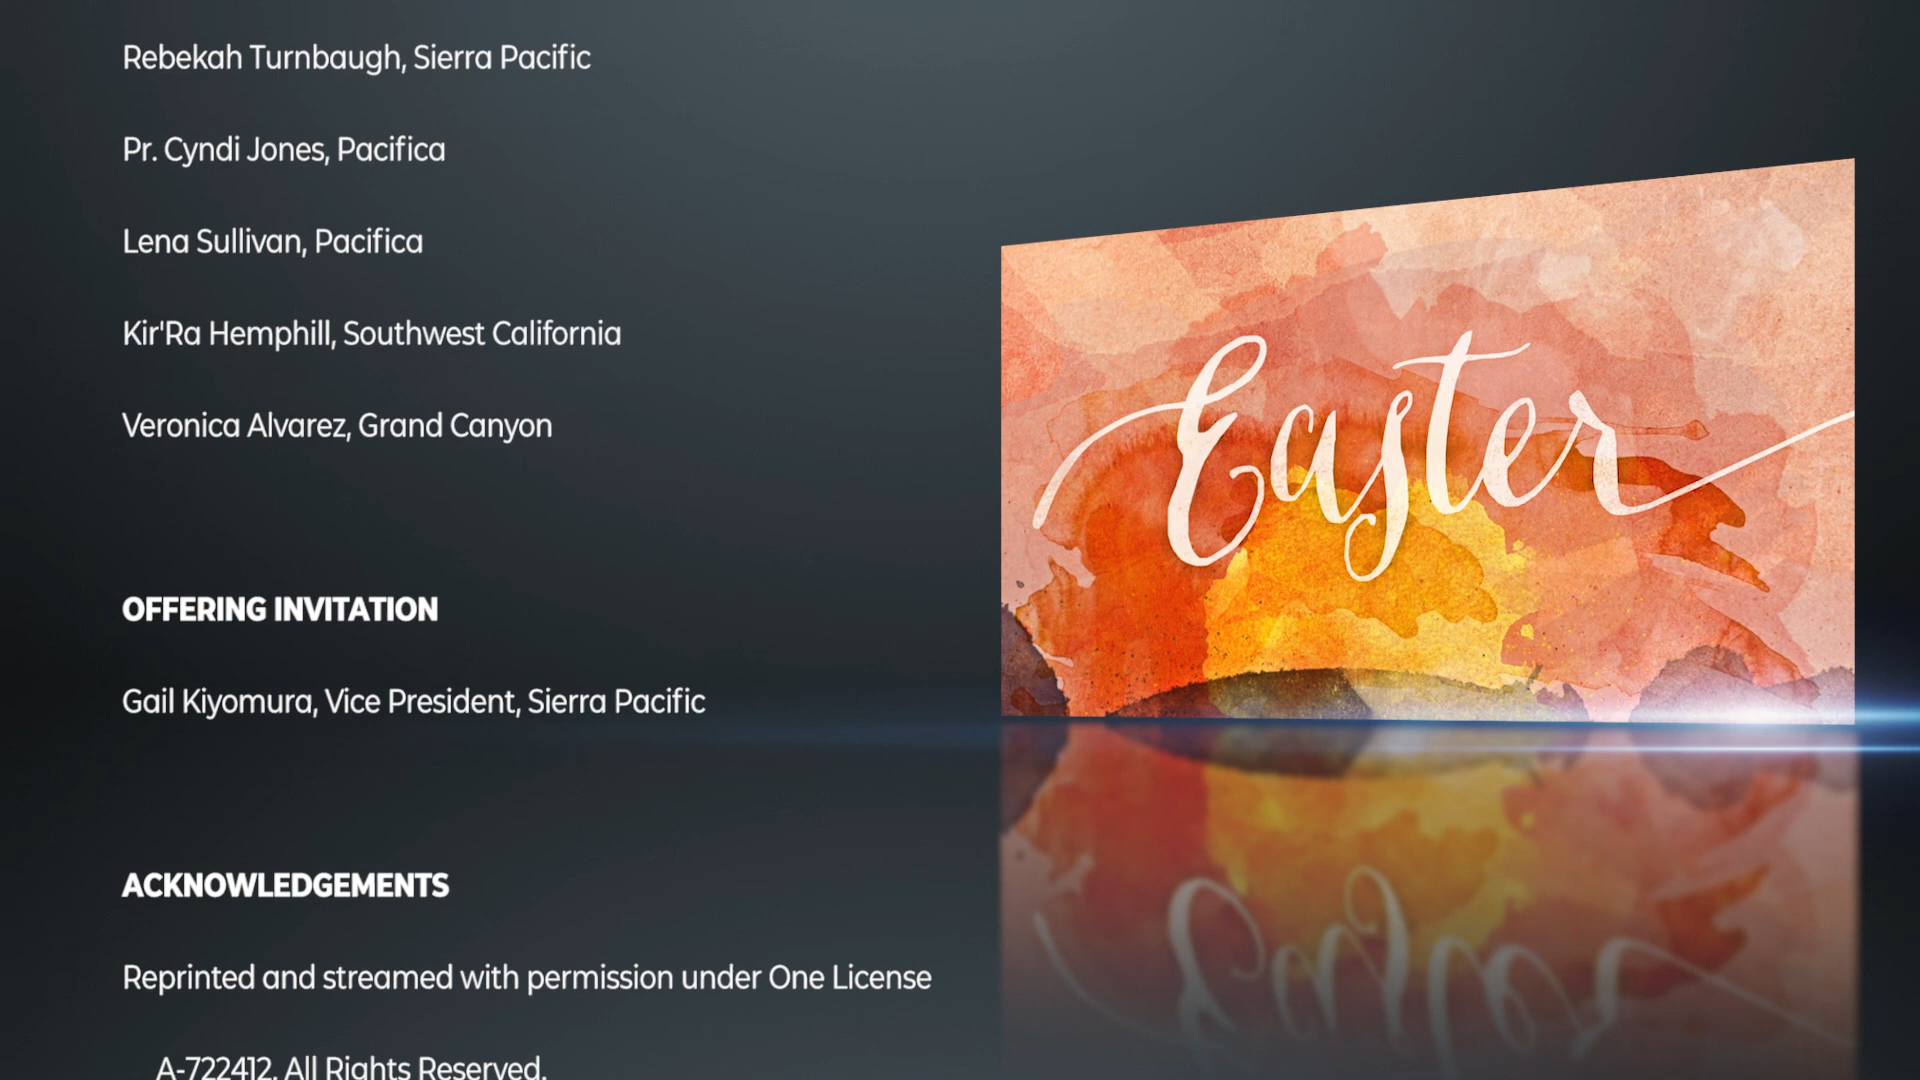 Rebekah Turnbaugh, Sierra Pacific
Pr. Cyndi Jones, Pacifica
Lena Sullivan, Pacifica
Kir'Ra Hemphill, Southwest California
Veronica Alvarez, Grand Canyon
OFFERING INVITATION
Gail Kiyomura, Vice President, Sierra Pacific
ACKNOWLEDGEMENTS
Reprinted and streamed with permission under One License
A-722412. All Rights Reserved.
Easter